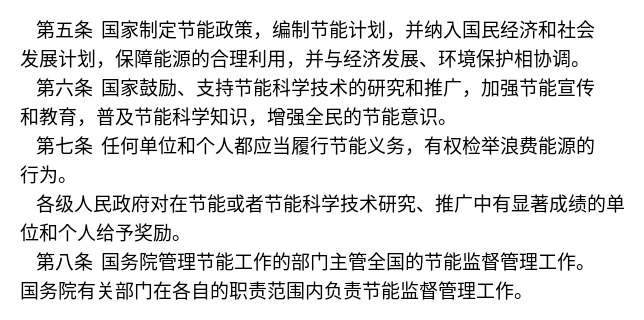 第五条 国家制定节能政策，编制节能计划，并纳入国民经济和社会
发展计划，保障能源的合理利用，并与经济发展、环境保护相协调。
第六条 国家鼓励、支持节能科学技术的研究和推广，加强节能宣传
和教育，普及节能科学知识，增强全民的节能意识。
第七条 任何单位和个人都应当履行节能义务，有权检举浪费能源的
行为。
各级人民政府对在节能或者节能科学技术研究、推广中有显著成绩的单
位和个人给予奖励。
第八条 国务院管理节能工作的部门主管全国的节能监督管理工作。
国务院有关部门在各自的职责范围内负责节能监督管理工作。